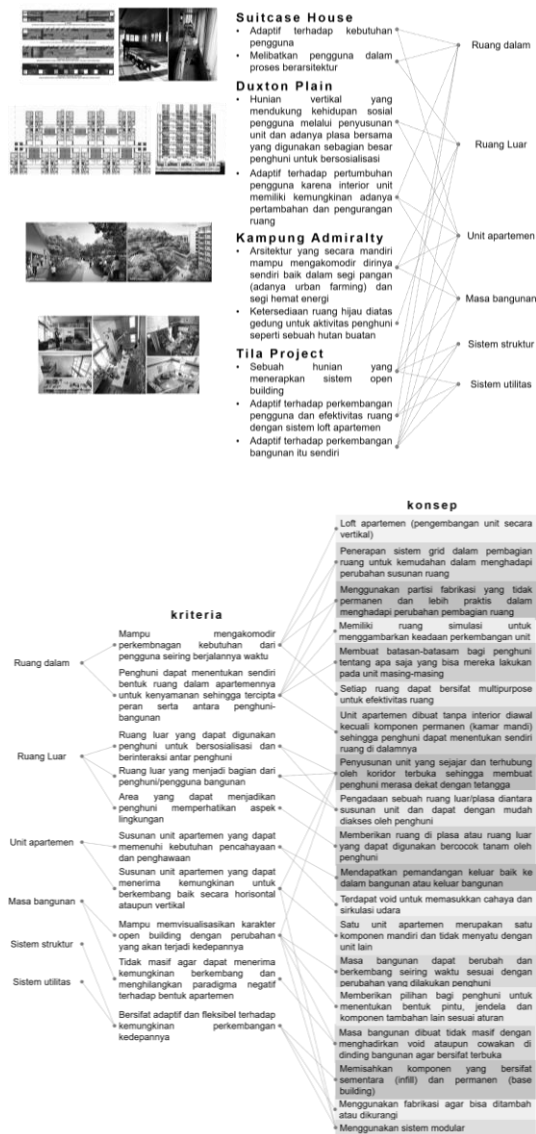 Suitcase House
• Adaptif terhadap kebutuhan
pengguna
• Melibatkan pengguna dalam
proses berarsitektur
Duxton Plain
• Hunian vertikal yang
mendukung kehidupan sosial
pengguna melalui penyusunan
unit dan adanya plasa bersama
yang digunakan sebagian besar
penghuni untuk bersosialisasi
• Adaptif terhadap pertumbuhan
pengguna karena interior unit
memiliki kemungkinan adanya
pertambahan dan pengurangan
ruang
Kampung Admiralty
• Arsitektur yang secara mandiri
mampu mengakomodir dirinya
sendiri baik dalam segi pangan
(adanya urban farming) dan
segi hemat energi
• Ketersediaan ruang hijau diatas
gedung untuk aktivitas penghuni
seperti sebuah hutan buatan
Tila Project
• Sebuah hunian yang
menerapkan sistem open
building
• Adaptif terhadap perkembangan
pengguna dan efektivitas ruang
dengan sistem loft apartemen
• Adaptif terhadap perkembangan
bangunan itu sendiri
Ruang dalam
Ruang Luar
Unit apartemen
Masa bangunan
Sistem struktur
Sistem utilitas
Ruang dalam
Ruang Luar
Unit apartemen
Masa bangunan
Sistem struktur
Sistem utilitas
kriteria
Mampu mengakomodir
perkembnagan kebutuhan dari
pengguna seiring berjalannya waktu
Penghuni dapat menentukan sendiri
bentuk ruang dalam apartemennya
untuk kenyamanan sehingga tercipta
peran serta antara penghuni-
bangunan
Ruang luar yang dapat digunakan
penghuni untuk bersosialisasi dan
berinteraksi antar penghuni
Ruang luar yang menjadi bagian dari
penghuni/pengguna bangunan
Area yang dapat menjadikan
penghuni memperhatikan aspek
lingkungan
Susunan unit apartemen yang dapat
memenuhi kebutuhan pencahayaan
dan penghawaan
Susunan unit apartemen yang dapat
menerima kemungkinan untuk
berkembang baik secara horisontal
ataupun vertikal
Mampu memvisualisasikan karakter
open building dengan perubahan
yang akan terjadi kedepannya
Tidak masif agar dapat menerima
kemungkinan berkembang dan
menghilangkan paradigma negatif
terhadap bentuk apartemen
Bersifat adaptif dan fleksibel terhadap
kemungkinan perkembangan
kedepannya
konsep
Loft apartemen (pengembangan unit secara
vertikal)
Penerapan sistem grid dalam pembagian
ruang untuk kemudahan dalam menghadapi
perubahan susunan ruang
Menggunakan partisi fabrikasi yang tidak
permanen dan lebih praktis dalam
menghadapi perubahan pembagian ruang
Memiliki ruang simulasi untuk
menggambarkan keadaan perkembangan unit
Membuat batasan-batasam bagi penghuni
tentang apa saja yang bisa mereka lakukan
pada unit masing-masing
Setiap ruang dapat bersifat multipurpose
untuk efektivitas ruang
Unit apartemen dibuat tanpa interior diawal
kecuali komponen permanen (kamar mandi)
sehingga penghuni dapat menentukan sendiri
ruang di dalamnya
Penyusunan unit yang sejajar dan terhubung
oleh koridor terbuka sehingga membuat
penghuni merasa dekat dengan tetangga
Pengadaan sebuah ruang luar/plasa diantara
susunan unit dan dapat dengan mudah
diakses oleh penghuni
Memberikan ruang di plasa atau ruang luar
yang dapat digunakan bercocok tanam oleh
penghuni
Mendapatkan pemandangan keluar baik ke
dalam bangunan atau keluar bangunan
Terdapat void untuk memasukkan cahaya dan
sirkulasi udara
Satu unit apartemen merupakan satu
komponen mandiri dan tidak menyatu dengan
unit lain
Masa bangunan dapat berubah dan
berkembang seiring waktu sesuai dengan
perubahan yang dilakukan penghuni
Memberikan pilihan bagi penghuni untuk
menentukan bentuk pintu, jendela dan
komponen tambahan lain sesuai aturan
Masa bangunan dibuat tidak masif dengan
menghadirkan void ataupun cowakan di
dinding bangunan agar bersifat terbuka
Memisahkan komponen yang bersifat
sementara (infill) dan permanen (base
building)
Menggunakan fabrikasi agar bisa ditambah
atau dikurangi
Menggunakan sistem modular